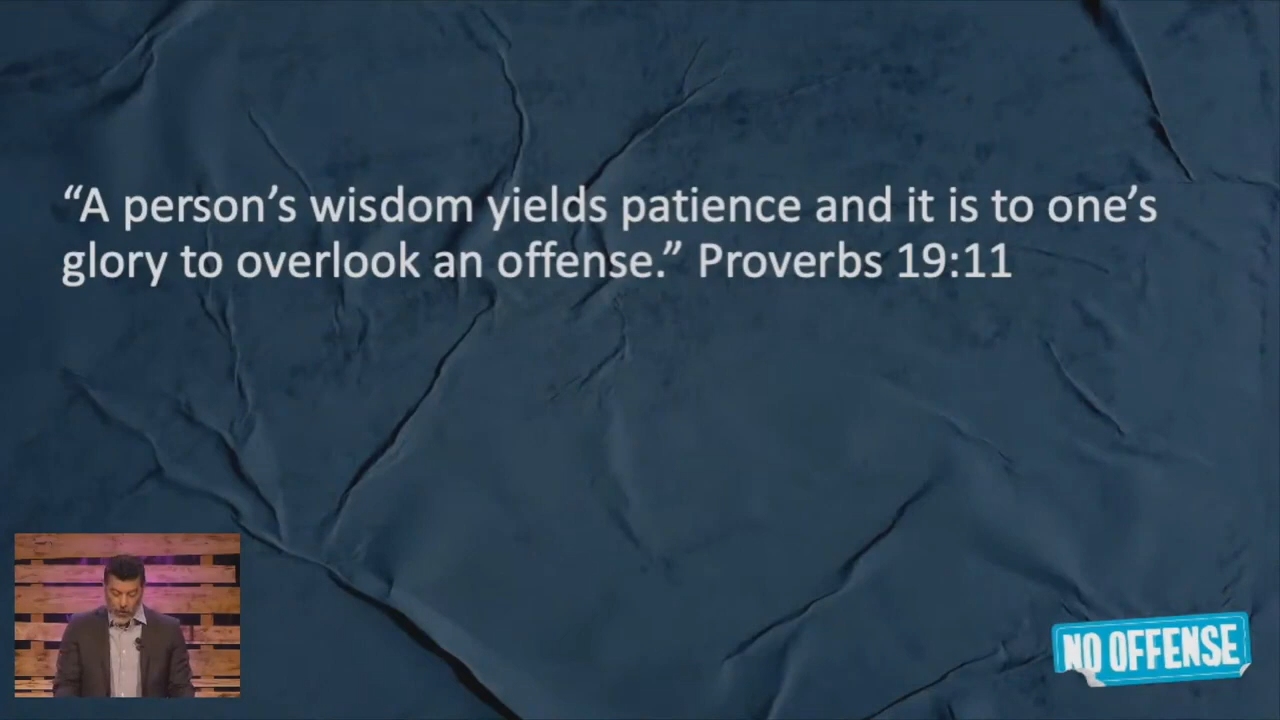 “A person’s wisdom yields patience and it is to one’s
glory to overlook an offense.” Proverbs 19:11
NO OFFENSE